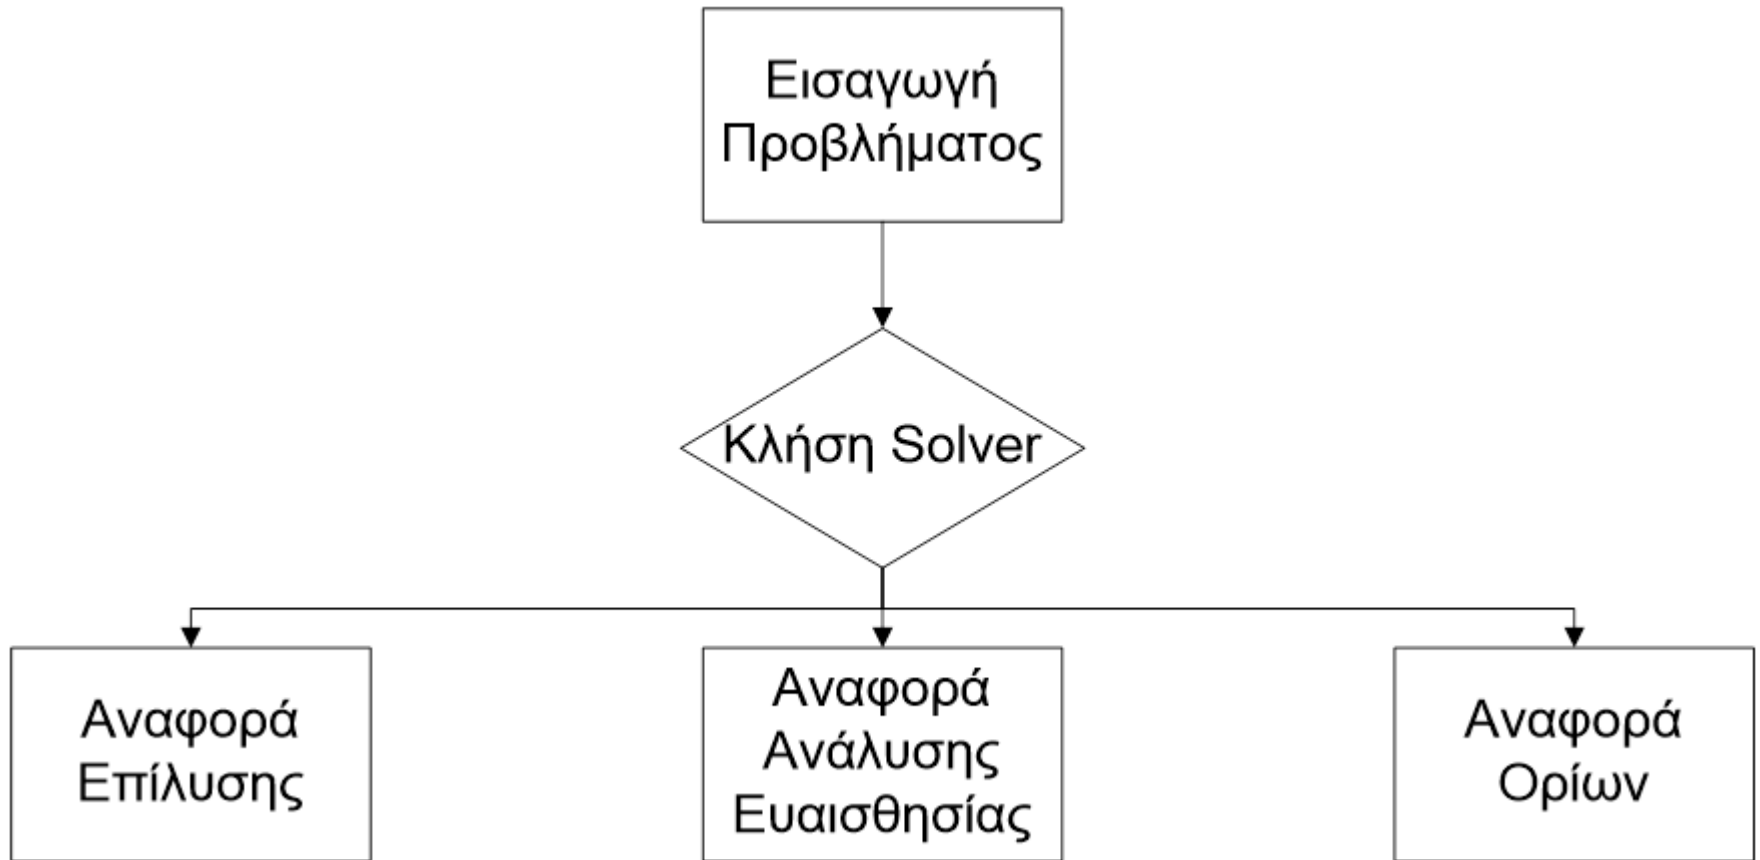 Εισαγωγή
Προβλήματος
Κλήση Solver
Αναφορά
Επίλυσης
Αναφορά
Ανάλυσης
Ευαισθησίας
Αναφορά
Ορίων